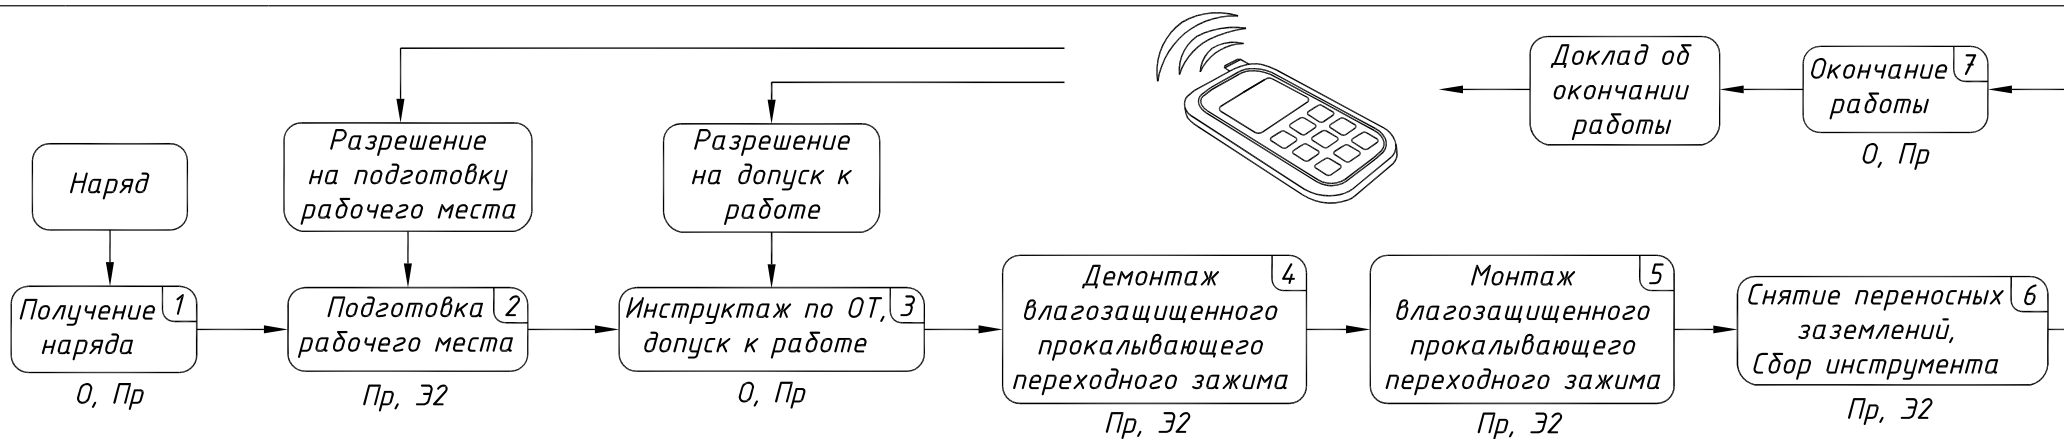 Наряд
Получение 1
наряда
О, Пр
Разрешение
на подготовку
рабочего места
Подготовка 2
рабочего места
Пр, Э2
Разрешение
на допуск к
работе
Инструктаж по ОТ, 3
допуск к работе
О, Пр
Демонтаж 4
влагозащищенного
прокалывающего
переходного зажима
Пр, Э2
Монтаж 5
влагозащищенного
прокалывающего
переходного зажима
Пр, Э2
Снятие переносных 6
заземлений,
Сбор инструмента
Пр, Э2
Окончание 7
работы
О, Пр
Доклад об
окончании
работы